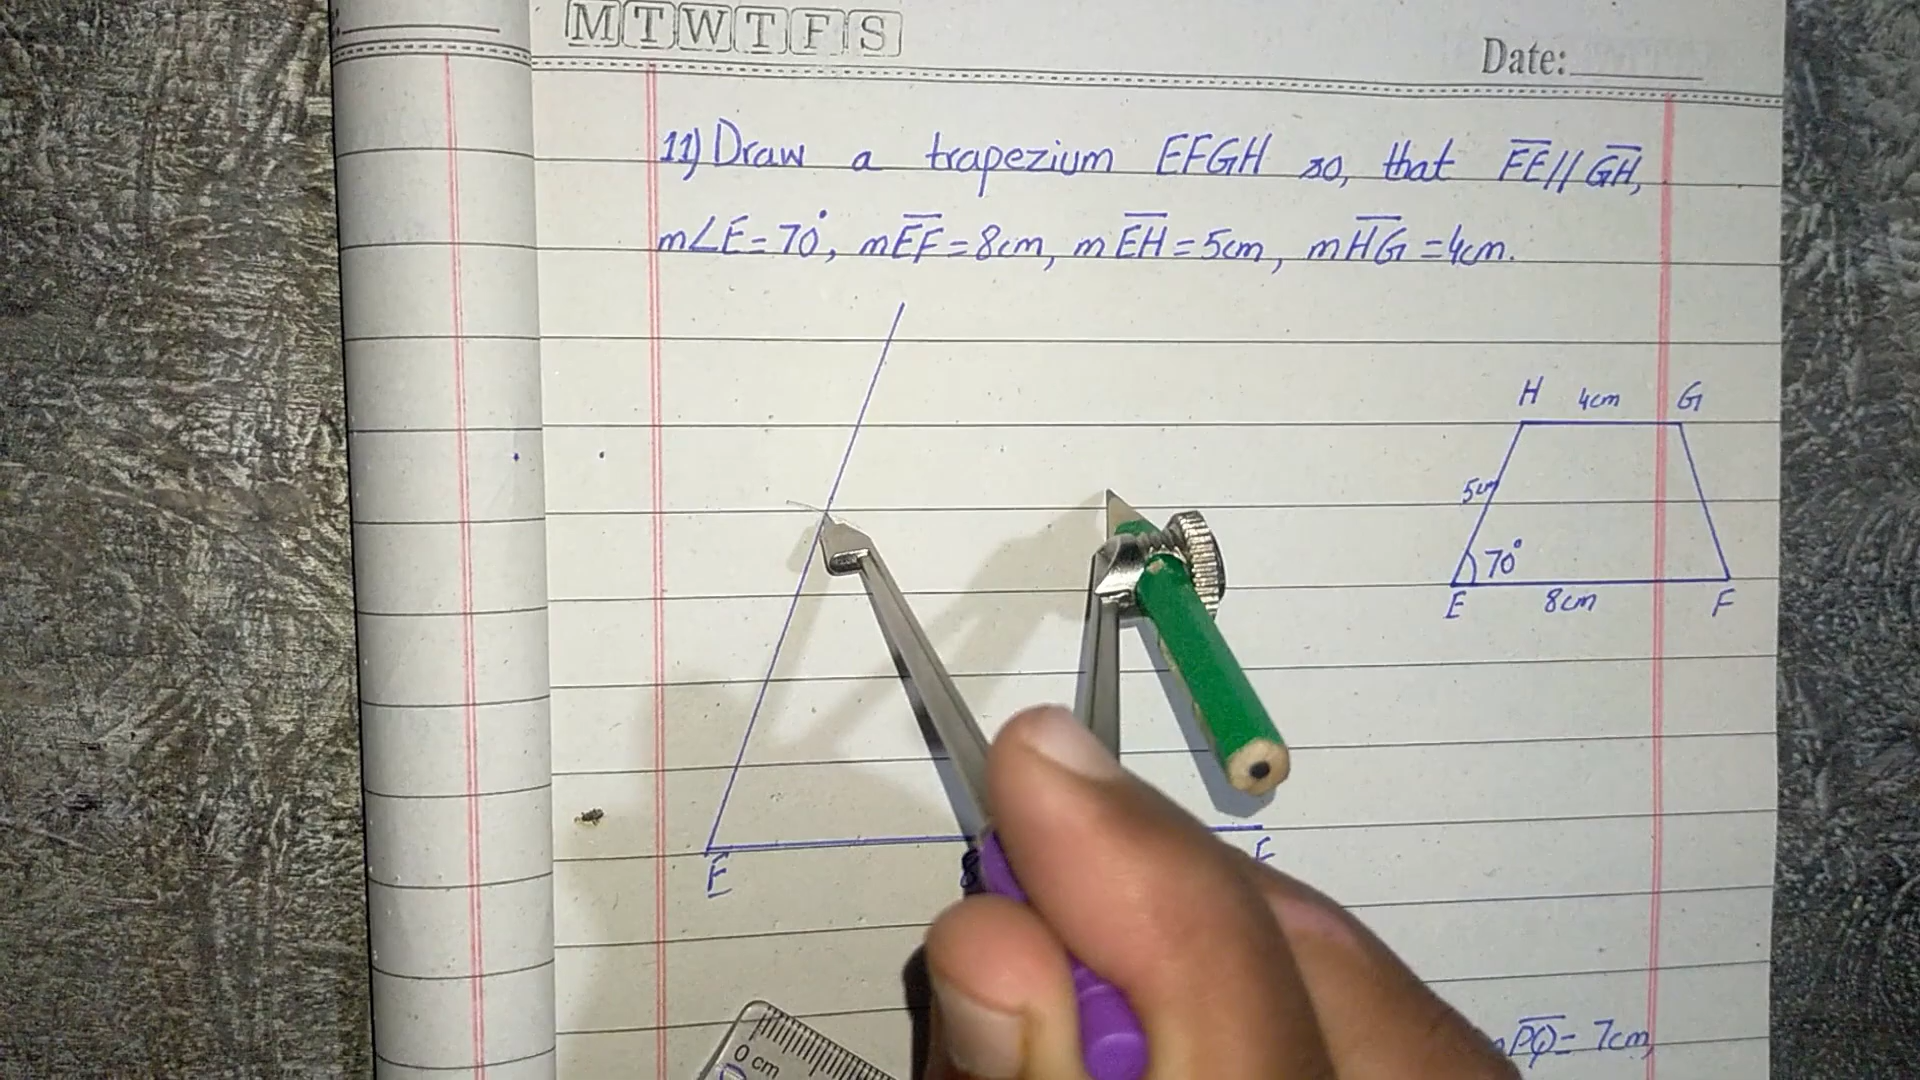 M T W T F S
Date:
11) Draw a trapezium EFGH so, that FE // GH,
m∠E = 70°, mEF = 8cm, mEH = 5cm, mHG = 4cm.
H 4cm G
5cm
70°
E 8cm F
E 8 F
0 cm
PQ = 7cm,